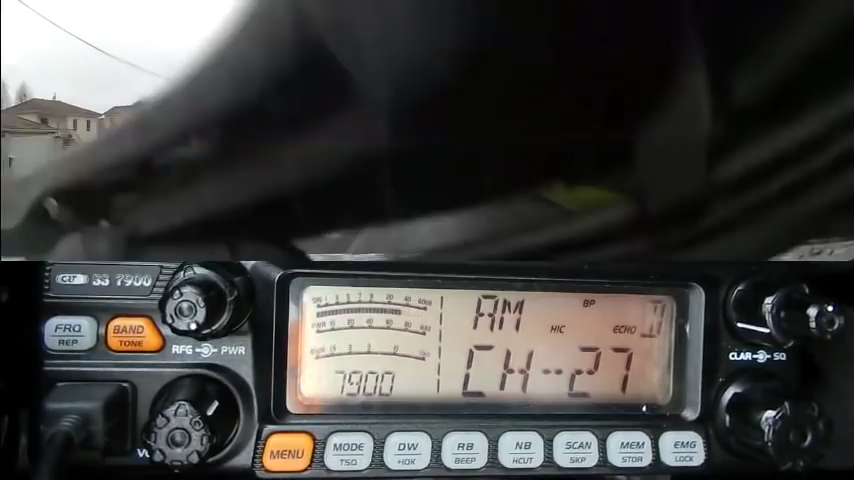 CRT SS 7900
FRQ
REP
BAND
TONE
RFG PWR
AM
BP
HIC
ECHO
D
CH--27
7900
CLAR SQ
MENU
MODE
TSQ
DW
+10K
RB
BEEP
NB
HCUT
SCAN
SKP
MEM
STOR
EMG
LOCK